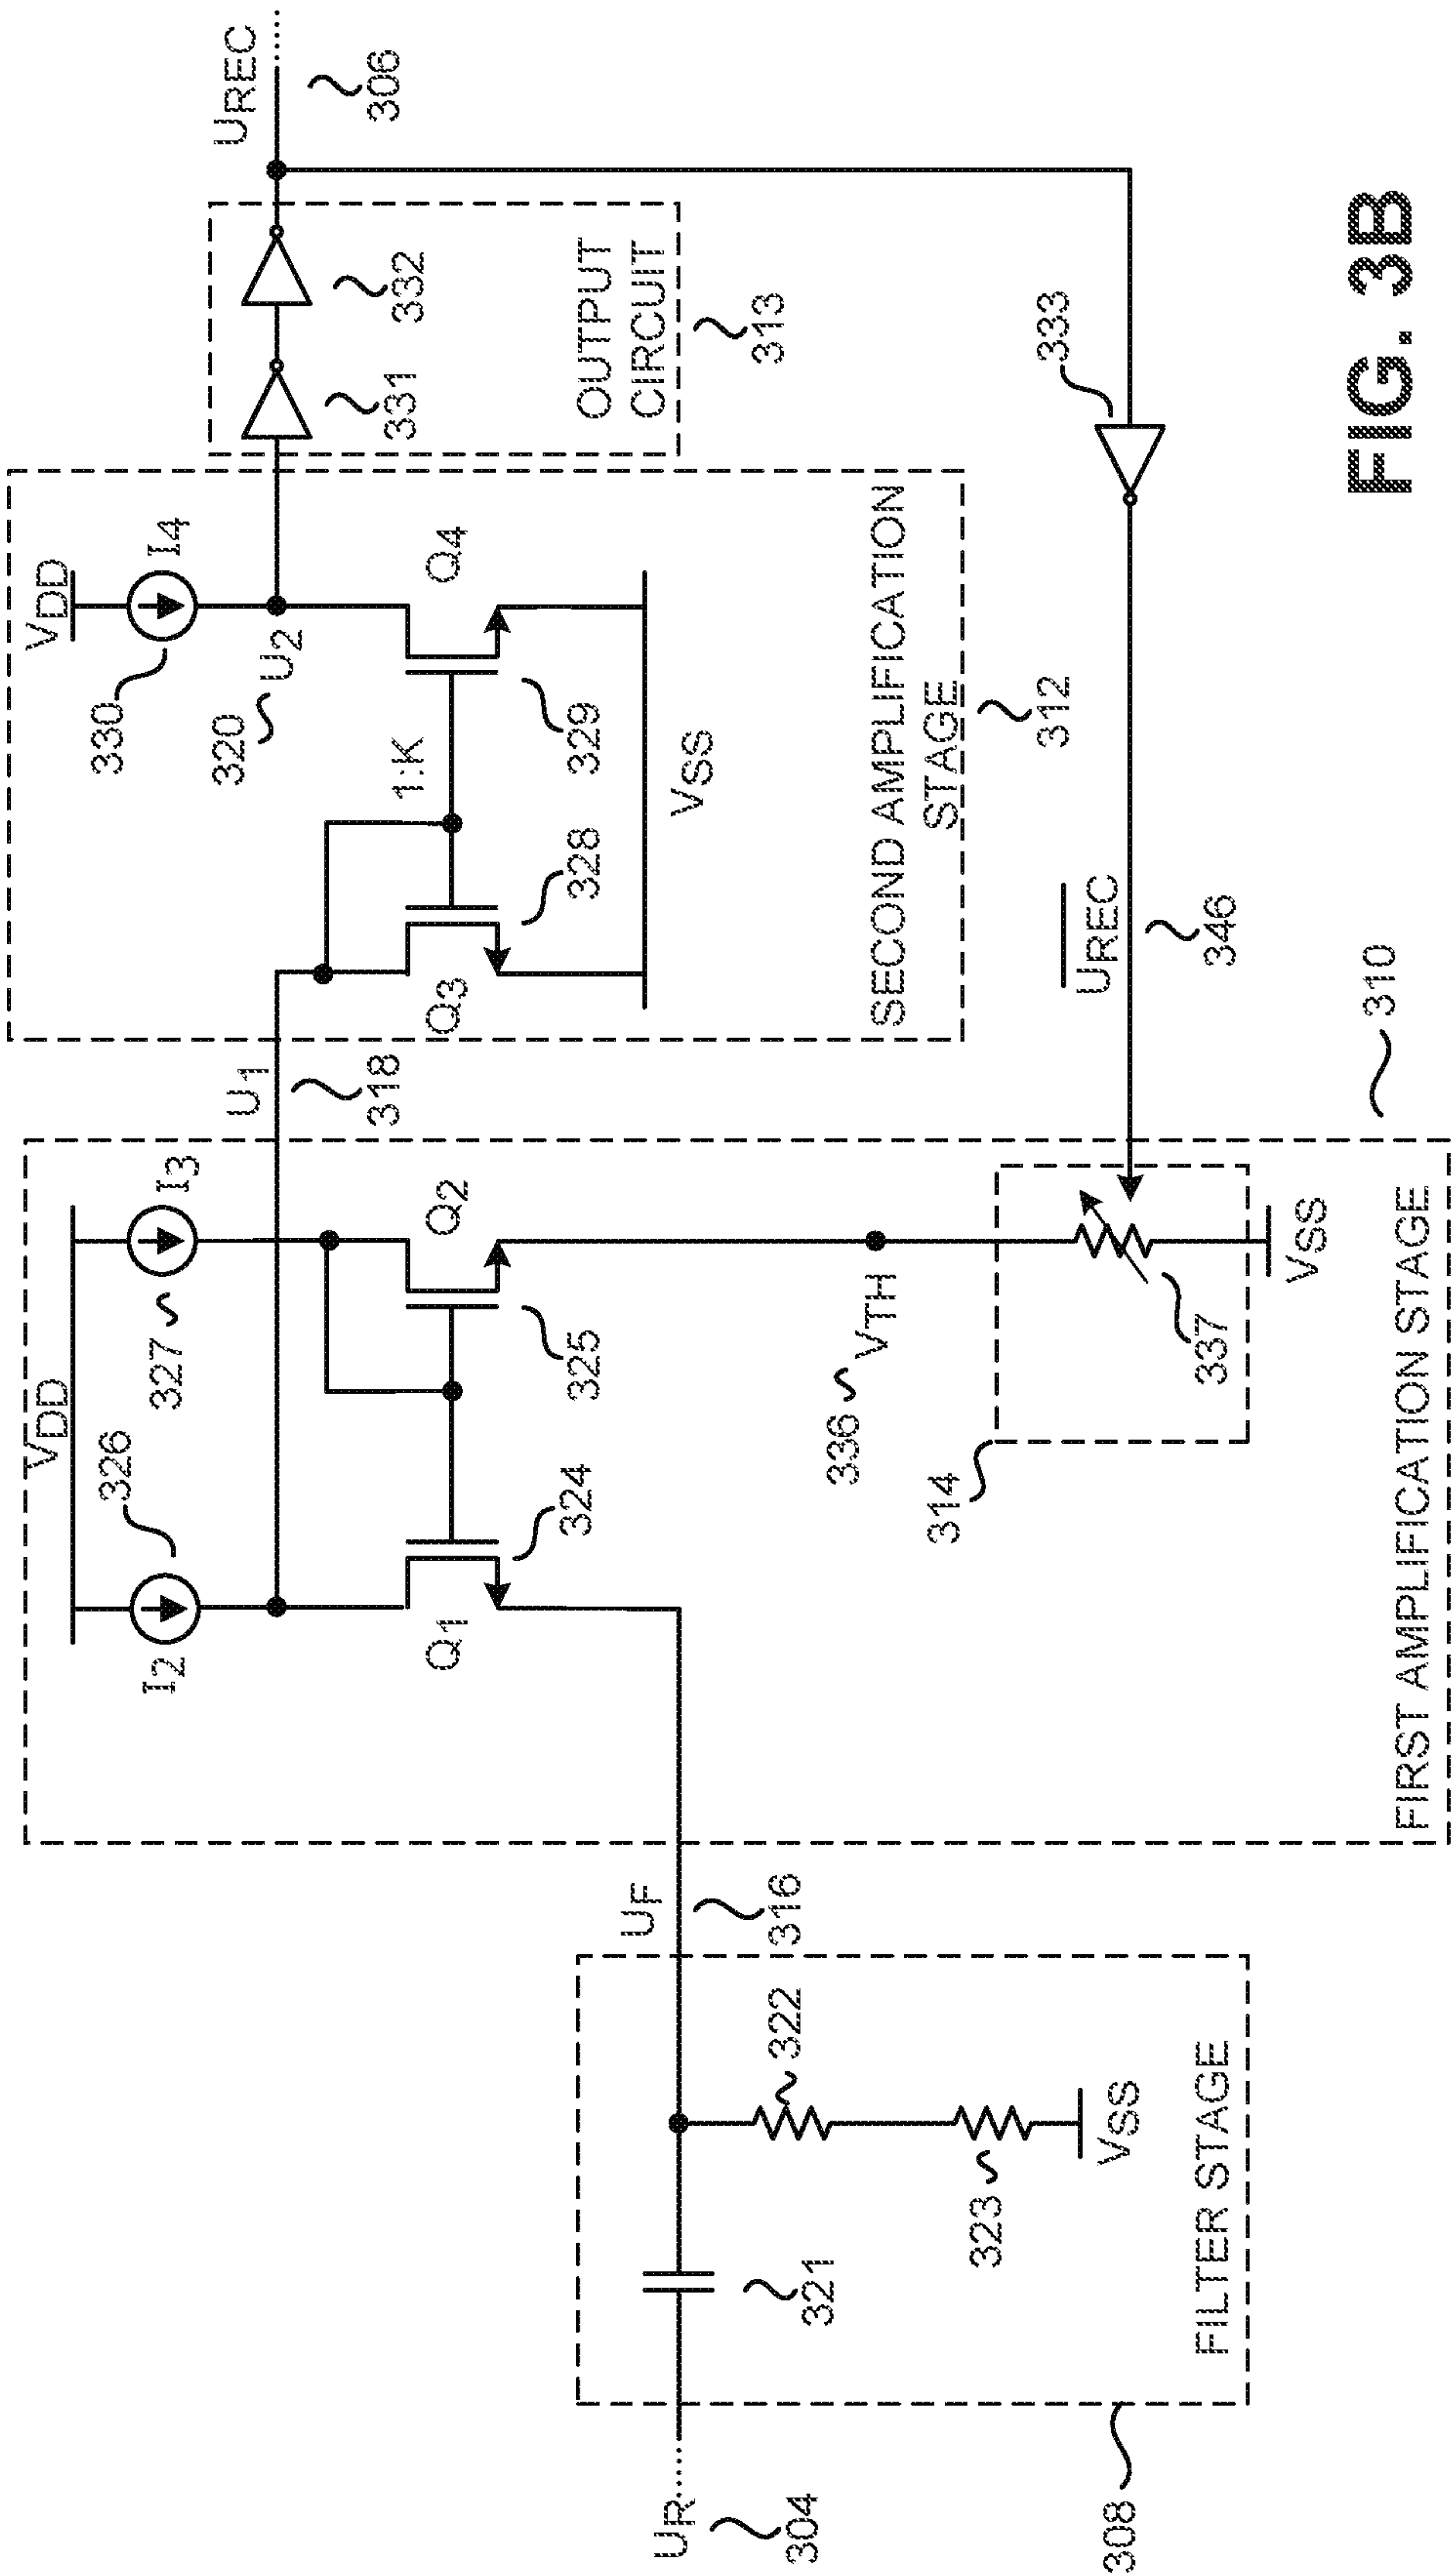 UR
304
308
321
322
323
VSS
FILTER STAGE
UF
316
VDD
I2
326
327
I3
Q1
324
Q2
325
336
VTH
314
337
VSS
FIRST AMPLIFICATION STAGE
310
U1
318
VDD
330
I4
320
U2
Q3
328
1:K
Q4
329
VSS
SECOND AMPLIFICATION
STAGE
312
331
332
OUTPUT
CIRCUIT
313
UREC
306
333
UREC
346
FIG. 3B